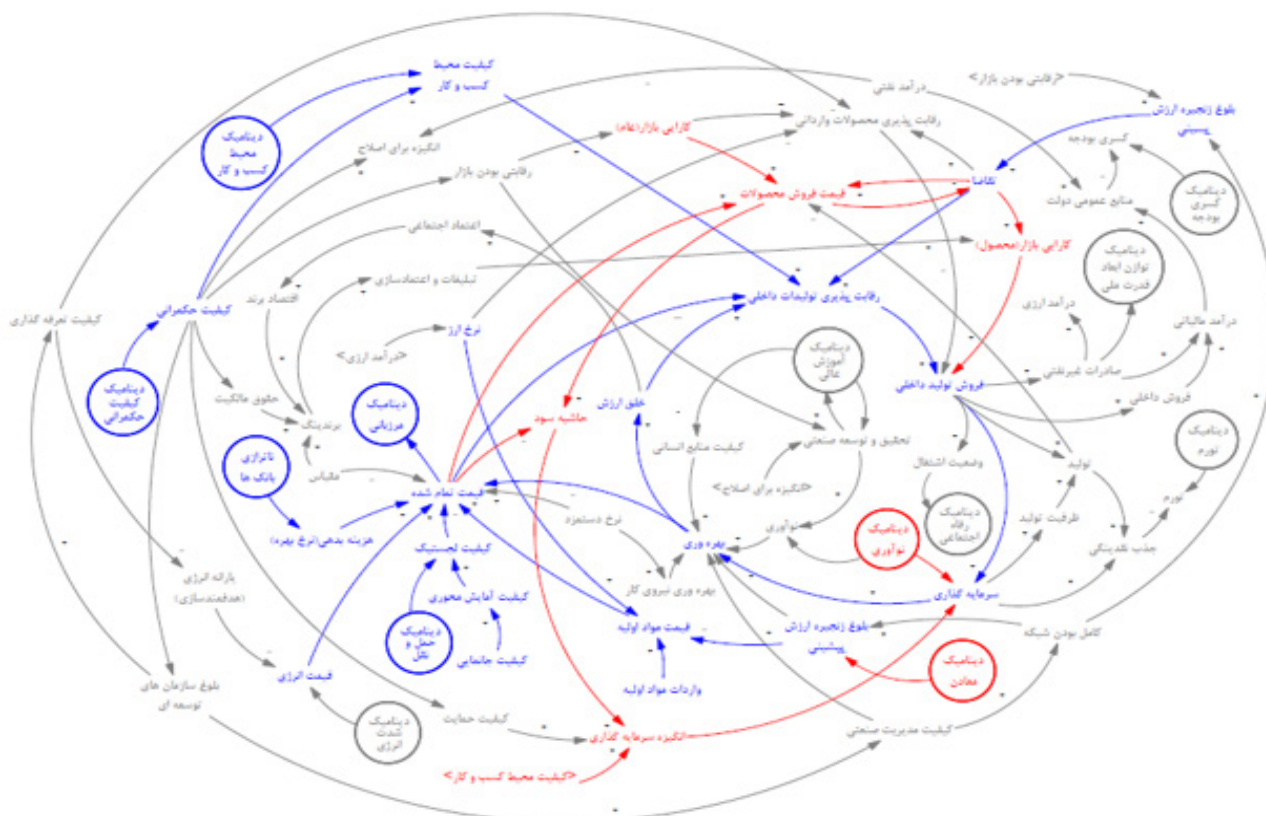 کیفیت محیط
کسب و کار
درآمد نفتی
<رقابتی بودن بازار>
بلوغ زنجیره ارزش
پسینی
دینامیک
محیط
کسب و کار
انگیزه برای اصلاح
کارایی بازار(عام)
رقابت پذیری محصولات وارداتی
کسری بودجه
رقابتی بودن بازار
تقاضا
قیمت فروش محصولات
منابع عمومی دولت
دینامیک
کسری
بودجه
اعتماد اجتماعی
کارایی بازار(محصول)
دینامیک
توازن ابعاد
قدرت ملی
تبلیغات و اعتمادسازی
رقابت پذیری تولیدات داخلی
اقتصاد برند
کیفیت حکمرانی
کیفیت تعرفه گذاری
نرخ ارز
درآمد ارزی
درآمد مالیاتی
<درآمد ارزی>
دینامیک
آموزش
عالی
صادرات غیرنفتی
فروش تولید داخلی
دینامیک
کیفیت
حکمرانی
حقوق مالکیت
دینامیک
مرزبانی
خلق ارزش
فروش داخلی
حاشیه سود
برندینگ
کیفیت منابع انسانی
تحقیق و توسعه صنعتی
دینامیک
تورم
ناترازی
بانک ها
مقیاس
قیمت تمام شده
وضعیت اشتغال
تولید
<انگیزه برای اصلاح>
تورم
نرخ دستمزد
نوآوری
دینامیک
رفاه
اجتماعی
ظرفیت تولید
هزینه بدهی(نرخ بهره)
کیفیت لجستیک
بهره وری
دینامیک
نوآوری
جذب نقدینگی
یارانه انرژی
(هدفمندسازی)
کیفیت آمایش محوری
بهره وری نیروی کار
سرمایه گذاری
دینامیک
حمل و
نقل
قیمت مواد اولیه
بلوغ زنجیره ارزش
پیشینی
کامل بودن شبکه
کیفیت جانمایی
دینامیک
معادن
بلوغ سازمان های
توسعه ای
قیمت انرژی
واردات مواد اولیه
دینامیک
شدت
انرژی
کیفیت حمایت
انگیزه سرمایه گذاری
کیفیت مدیریت صنعتی
<کیفیت محیط کسب و کار>